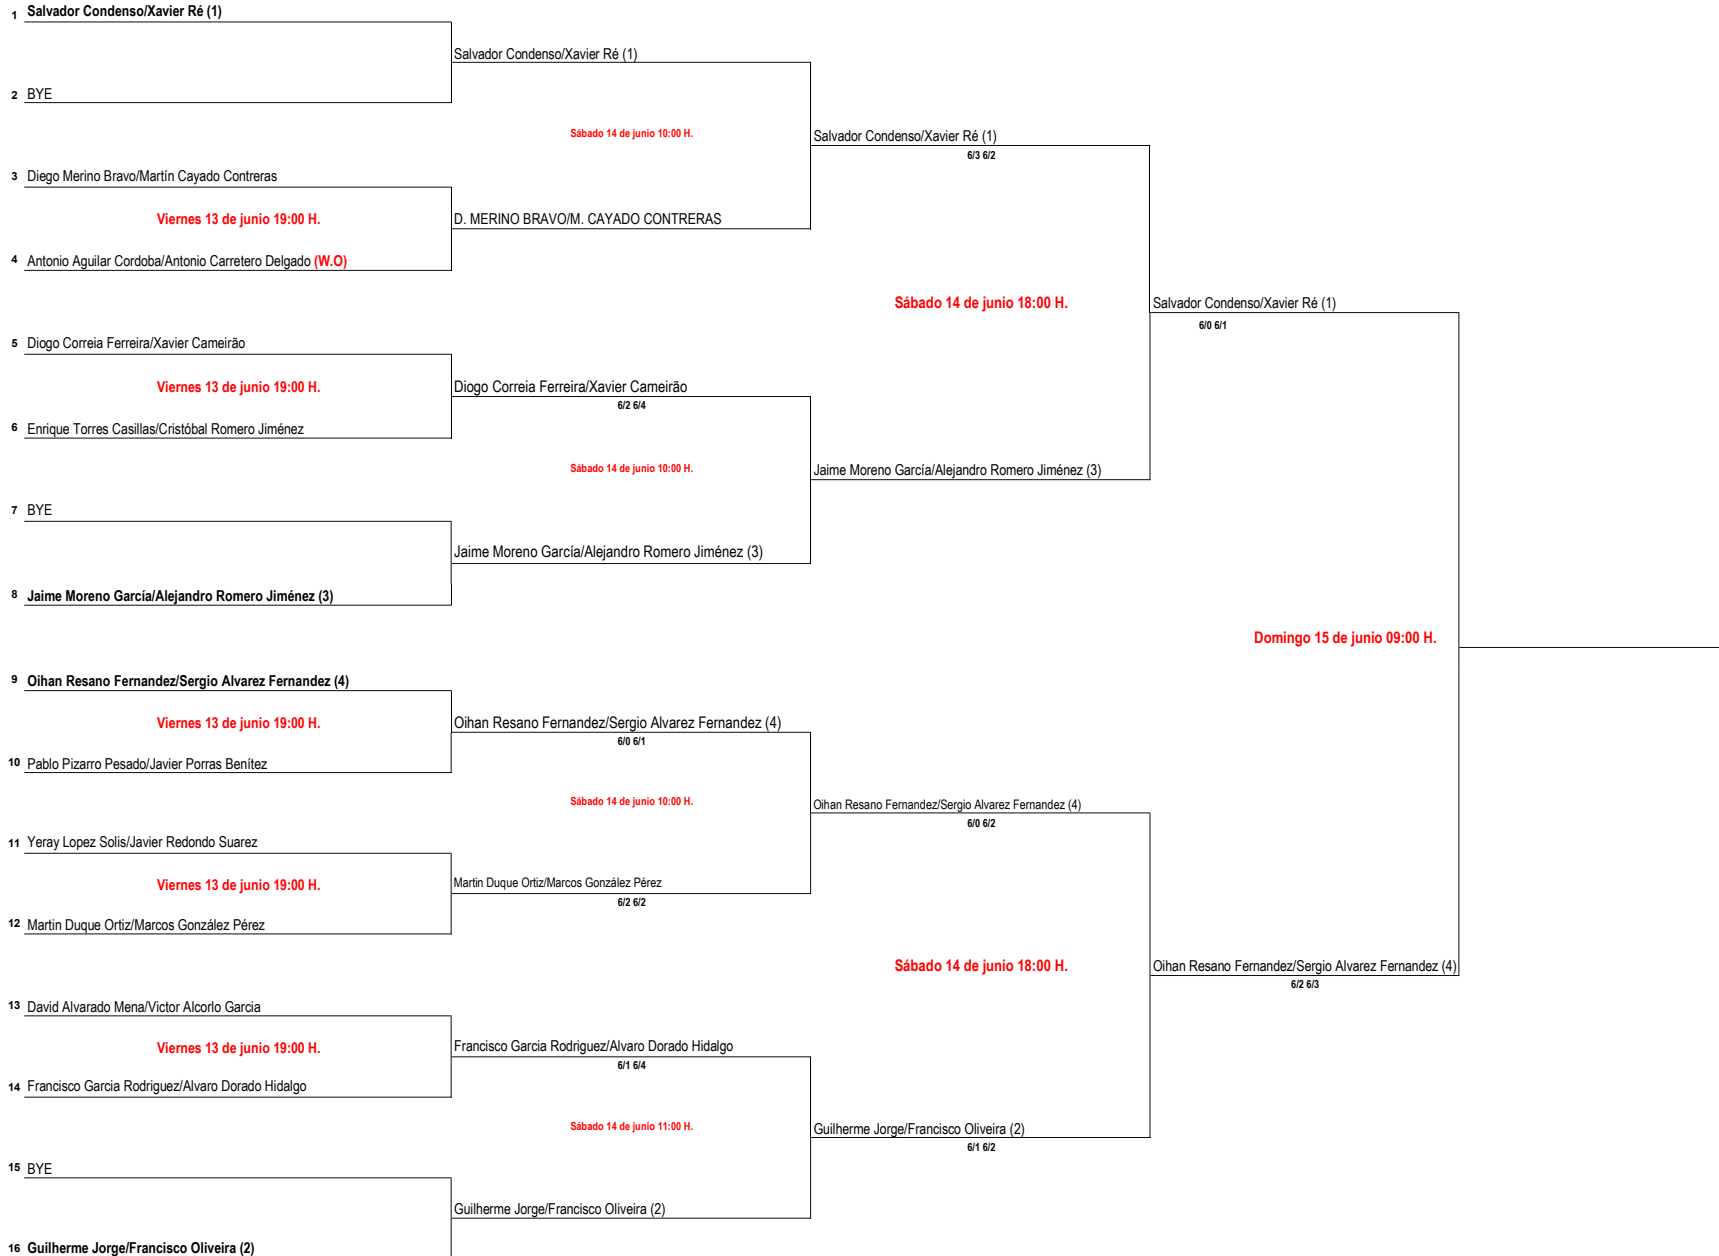 1 Salvador Condenso/Xavier Ré (1)
Salvador Condenso/Xavier Ré (1)
2 BYE
Sábado 14 de junio 10:00 H.
Salvador Condenso/Xavier Ré (1)
6/3 6/2
3 Diego Merino Bravo/Martín Cayado Contreras
Viernes 13 de junio 19:00 H.
D. MERINO BRAVO/M. CAYADO CONTRERAS
4 Antonio Aguilar Cordoba/Antonio Carretero Delgado (W.O)
Sábado 14 de junio 18:00 H.
Salvador Condenso/Xavier Ré (1)
6/0 6/1
5 Diogo Correia Ferreira/Xavier Cameirão
Viernes 13 de junio 19:00 H.
Diogo Correia Ferreira/Xavier Cameirão
6/2 6/4
6 Enrique Torres Casillas/Cristóbal Romero Jiménez
Sábado 14 de junio 10:00 H.
Jaime Moreno García/Alejandro Romero Jiménez (3)
7 BYE
Jaime Moreno García/Alejandro Romero Jiménez (3)
8 Jaime Moreno García/Alejandro Romero Jiménez (3)
Domingo 15 de junio 09:00 H.
9 Oihan Resano Fernandez/Sergio Alvarez Fernandez (4)
Viernes 13 de junio 19:00 H.
Oihan Resano Fernandez/Sergio Alvarez Fernandez (4)
6/0 6/1
10 Pablo Pizarro Pesado/Javier Porras Benítez
Sábado 14 de junio 10:00 H.
Oihan Resano Fernandez/Sergio Alvarez Fernandez (4)
6/0 6/2
11 Yeray Lopez Solis/Javier Redondo Suarez
Viernes 13 de junio 19:00 H.
Martin Duque Ortiz/Marcos González Pérez
6/2 6/2
12 Martin Duque Ortiz/Marcos González Pérez
Sábado 14 de junio 18:00 H.
Oihan Resano Fernandez/Sergio Alvarez Fernandez (4)
6/2 6/3
13 David Alvarado Mena/Victor Alcorlo Garcia
Viernes 13 de junio 19:00 H.
Francisco Garcia Rodriguez/Alvaro Dorado Hidalgo
6/1 6/4
14 Francisco Garcia Rodriguez/Alvaro Dorado Hidalgo
Sábado 14 de junio 11:00 H.
Guilherme Jorge/Francisco Oliveira (2)
6/1 6/2
15 BYE
Guilherme Jorge/Francisco Oliveira (2)
16 Guilherme Jorge/Francisco Oliveira (2)